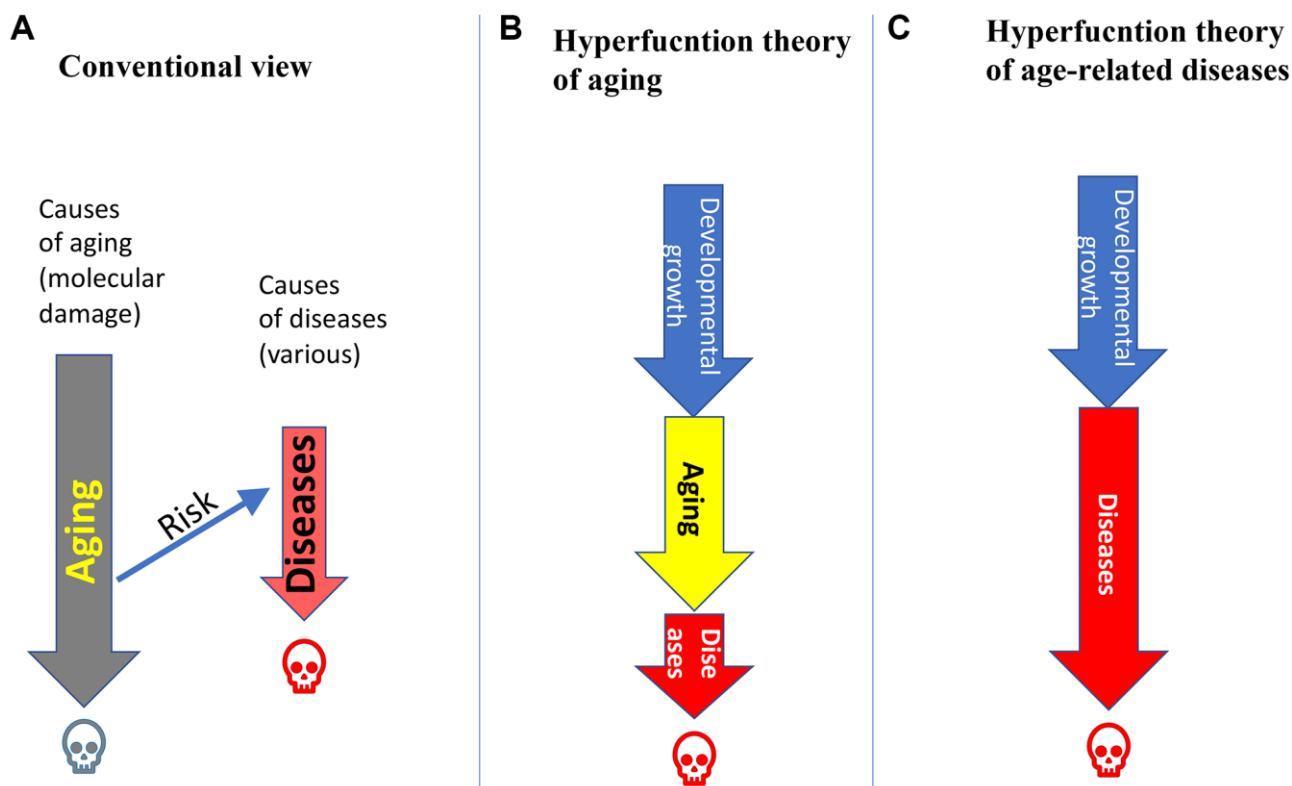 A
Conventional view
Causes
of aging
(molecular
damage)
Causes
of diseases
(various)
Aging
Risk
Diseases
B
Hyperfucntion theory
of aging
Developmental
growth
Aging
Dise
ases
C
Hyperfucntion theory
of age-related diseases
Developmental
growth
Diseases